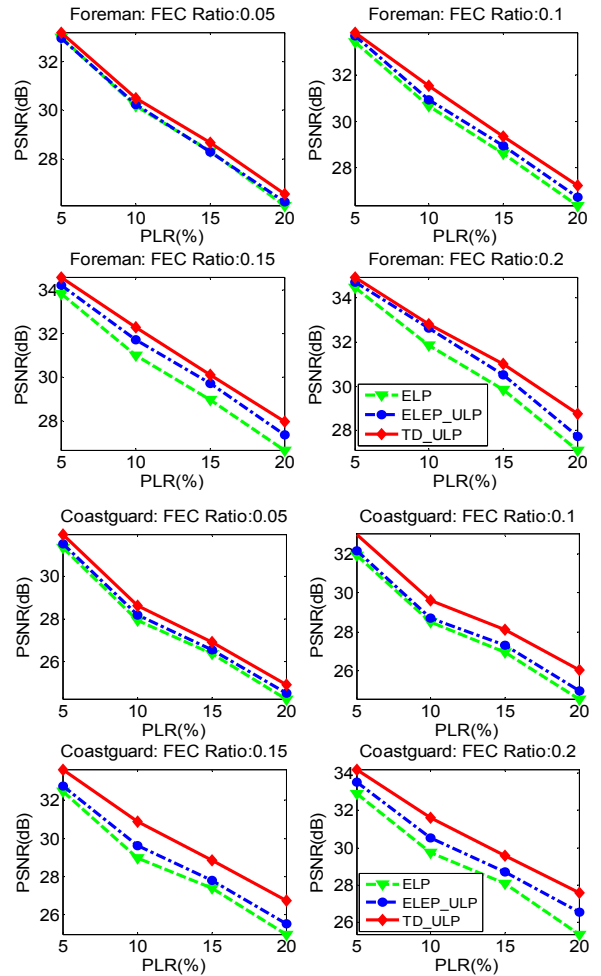 Foreman: FEC Ratio:0.05
PSNR(dB)
32
30
28
5 10 15 20
PLR(%)
Foreman: FEC Ratio:0.1
PSNR(dB)
32
30
28
5 10 15 20
PLR(%)
Foreman: FEC Ratio:0.15
PSNR(dB)
34
32
30
28
5 10 15 20
PLR(%)
Foreman: FEC Ratio:0.2
PSNR(dB)
34
32
30
28
ELP
ELEP_ULP
TD_ULP
5 10 15 20
PLR(%)
Coastguard: FEC Ratio:0.05
PSNR(dB)
30
28
26
5 10 15 20
PLR(%)
Coastguard: FEC Ratio:0.1
PSNR(dB)
32
30
28
26
5 10 15 20
PLR(%)
Coastguard: FEC Ratio:0.15
PSNR(dB)
32
30
28
26
5 10 15 20
PLR(%)
Coastguard: FEC Ratio:0.2
PSNR(dB)
34
32
30
28
26
ELP
ELEP_ULP
TD_ULP
5 10 15 20
PLR(%)